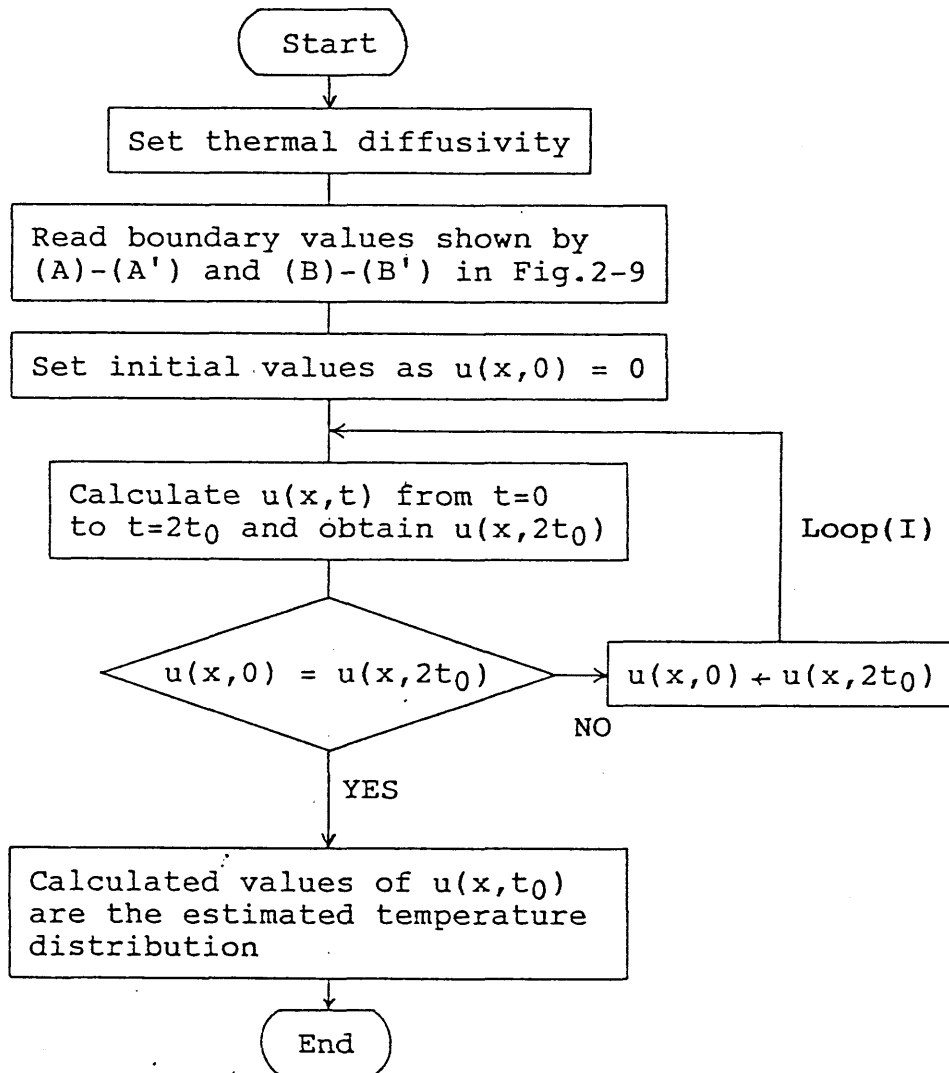 Start
Set thermal diffusivity
Read boundary values shown by
(A)-(A') and (B)-(B') in Fig.2-9
Set initial values as u(x,0) = 0
Calculate u(x,t) from t=0
to t=2t0 and obtain u(x,2t0)
Loop(I)
u(x,0) = u(x,2t0)
u(x,0) ← u(x,2t0)
NO
YES
Calculated values of u(x,t0)
are the estimated temperature
distribution
End